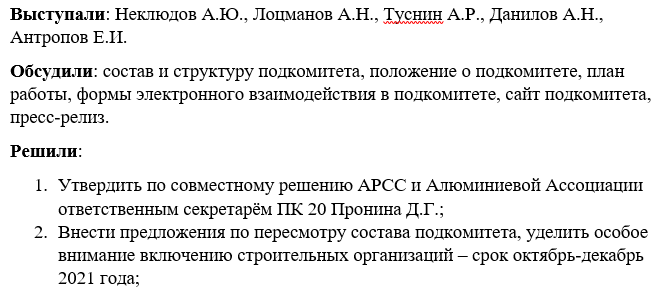 Выступали: Неклюдов А.Ю., Лоцманов А.Н., Туснин А.Р., Данилов А.Н.,
Антропов Е.И.
Обсудили: состав и структуру подкомитета, положение о подкомитете, план
работы, формы электронного взаимодействия в подкомитете, сайт подкомитета,
пресс-релиз.
Решили:
1. Утвердить по совместному решению АРСС и Алюминиевой Ассоциации
ответственным секретарём ПК 20 Пронина Д.Г.;
2. Внести предложения по пересмотру состава подкомитета, уделить особое
внимание включению строительных организаций – срок октябрь-декабрь
2021 года;